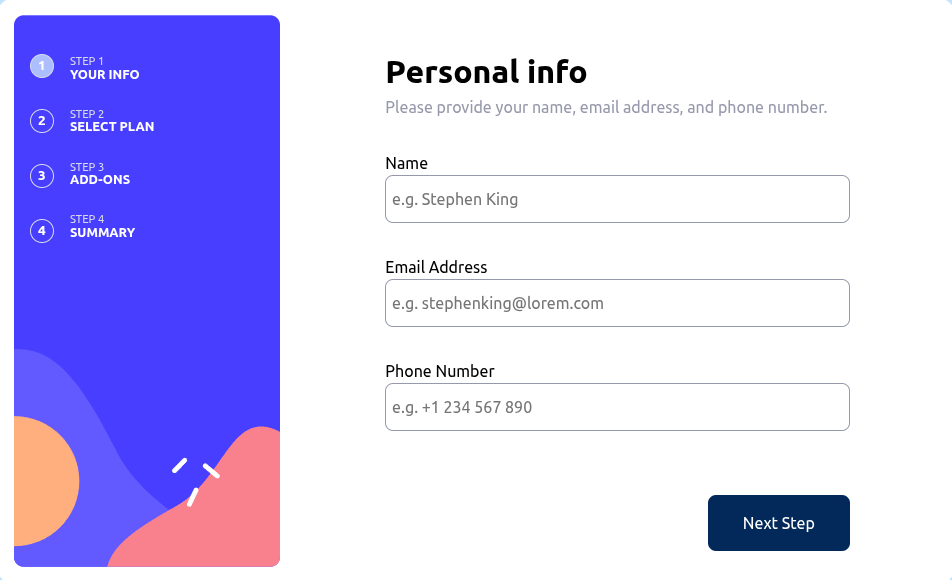 1
STEP 1
YOUR INFO
2
STEP 2
SELECT PLAN
3
STEP 3
ADD-ONS
4
STEP 4
SUMMARY
Personal info
Please provide your name, email address, and phone number.
Name
e.g. Stephen King
Email Address
e.g. stephenking@lorem.com
Phone Number
e.g. +1 234 567 890
Next Step